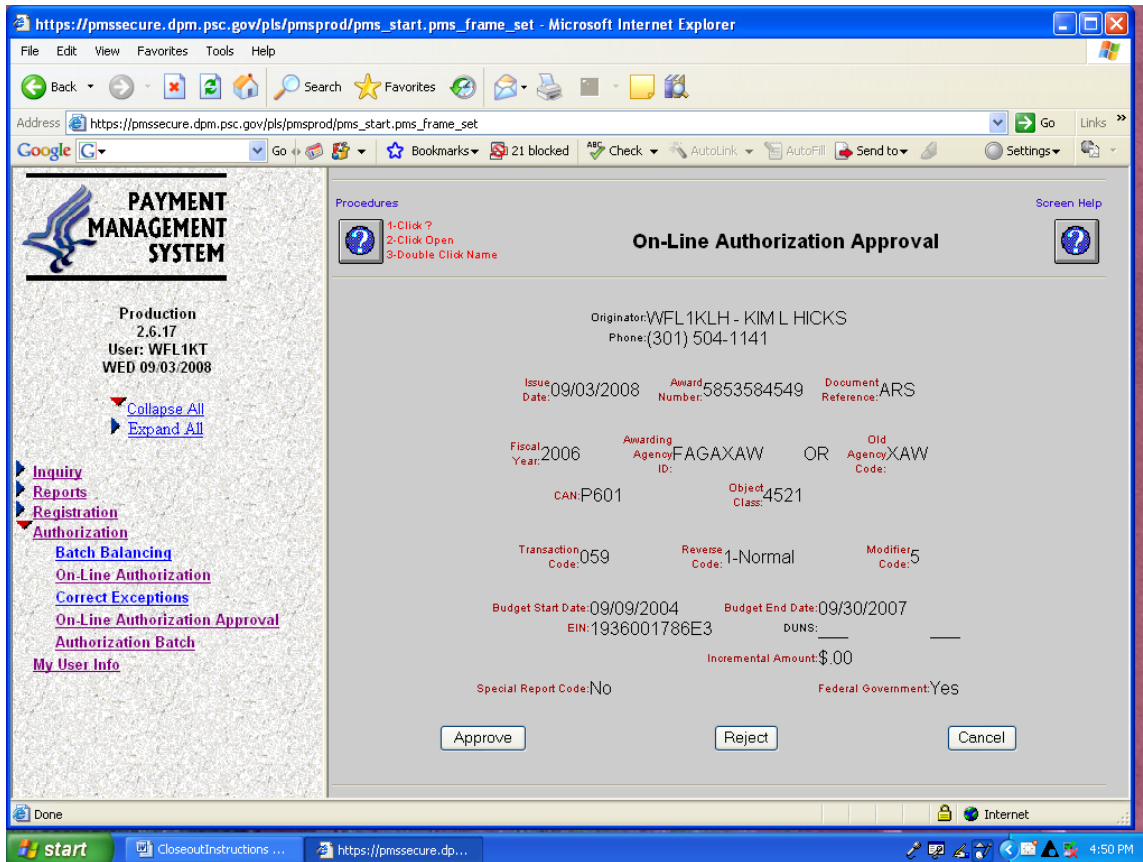 https://pmssecure.dpm.psc.gov/pls/pmsprod/pms_start.pms_frame_set - Microsoft Internet Explorer
File Edit View Favorites Tools Help
Back Search Favorites
Address https://pmssecure.dpm.psc.gov/pls/pmsprod/pms_start.pms_frame_set Go Links »
Google G Go 21 blocked Bookmarks ABC Check AutoLink AutoFill Send to Settings
PAYMENT
MANAGEMENT
SYSTEM
Production
2.6.17
User: WFL1KT
WED 09/03/2008
Collapse All
Expand All
Inquiry
Reports
Registration
Authorization
Batch Balancing
On-Line Authorization
Correct Exceptions
On-Line Authorization Approval
Authorization Batch
My User Info
Procedures
1-Click ?
2-Click Open
3-Double Click Name
On-Line Authorization Approval
Screen Help
Originator: WFL1KLH - KIM L HICKS
Phone: (301) 504-1141
Issue Date: 09/03/2008 Award Number: 5853584549 Document Reference: ARS
Fiscal Year: 2006 Awarding Agency ID: FAGAXAW OR Old Agency Code: XAW
CAN: P601 Object Class: 4521
Transaction Code: 059 Reverse Code: 1-Normal Modifier Code: 5
Budget Start Date: 09/09/2004 Budget End Date: 09/30/2007
EIN: 1936001786E3 DUNS: ___ ___
Incremental Amount: $.00
Special Report Code: No Federal Government: Yes
Approve Reject Cancel
Done Internet
start CloseoutInstructions ... https://pmssecure.dp... 4:50 PM